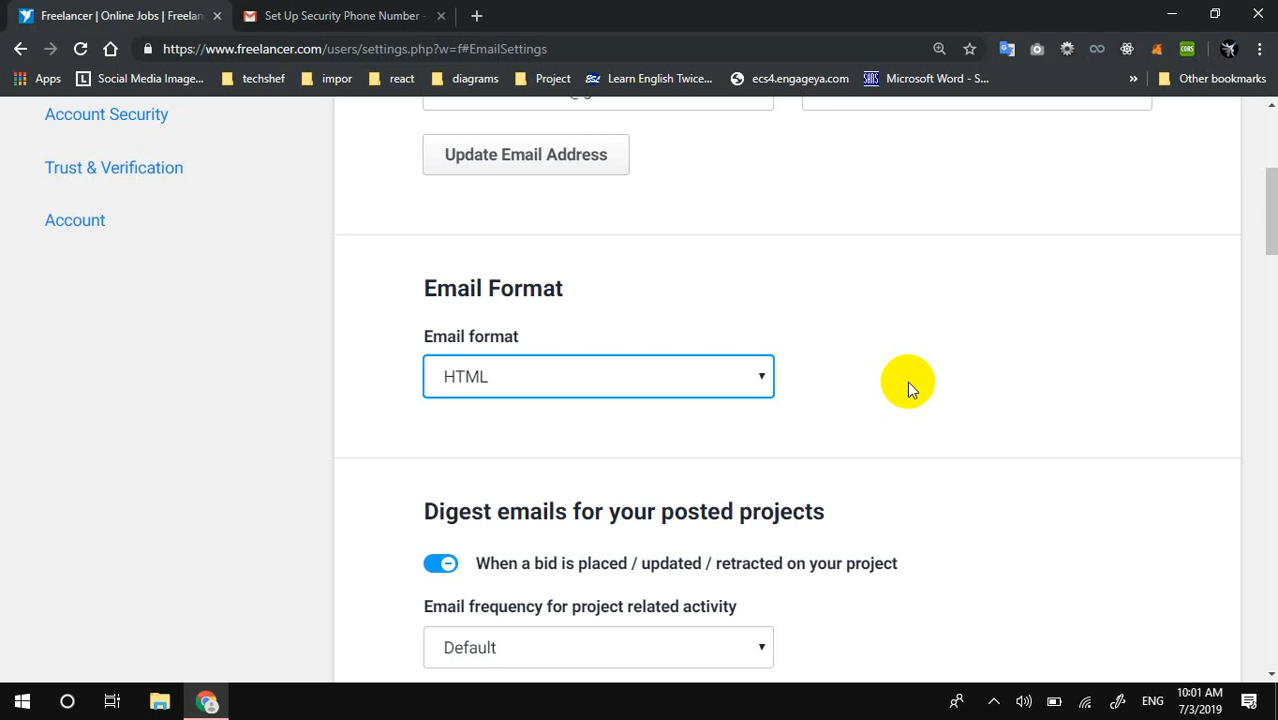 Freelancer | Online Jobs | Freelan
Set Up Security Phone Number -
https://www.freelancer.com/users/settings.php?w=f#EmailSettings
Apps
Social Media Image...
techshef
impor
react
diagrams
Project
Learn English Twice...
ecs4.engageya.com
Microsoft Word - S...
»
Other bookmarks
Account Security
Trust & Verification
Account
Update Email Address
Email Format
Email format
HTML
Digest emails for your posted projects
When a bid is placed / updated / retracted on your project
Email frequency for project related activity
Default
ENG
10:01 AM
7/3/2019